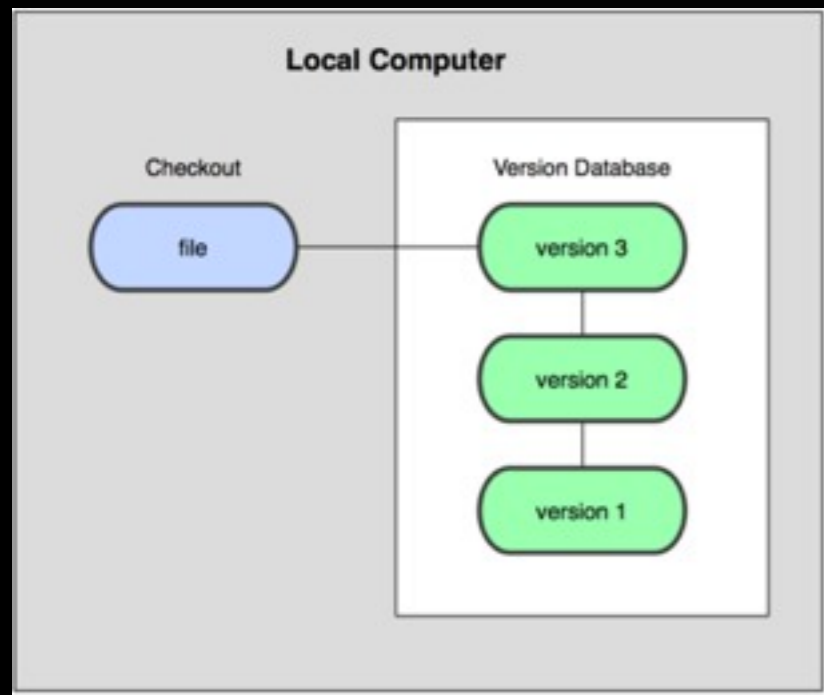 Local Computer
Checkout
Version Database
file
version 3
version 2
version 1